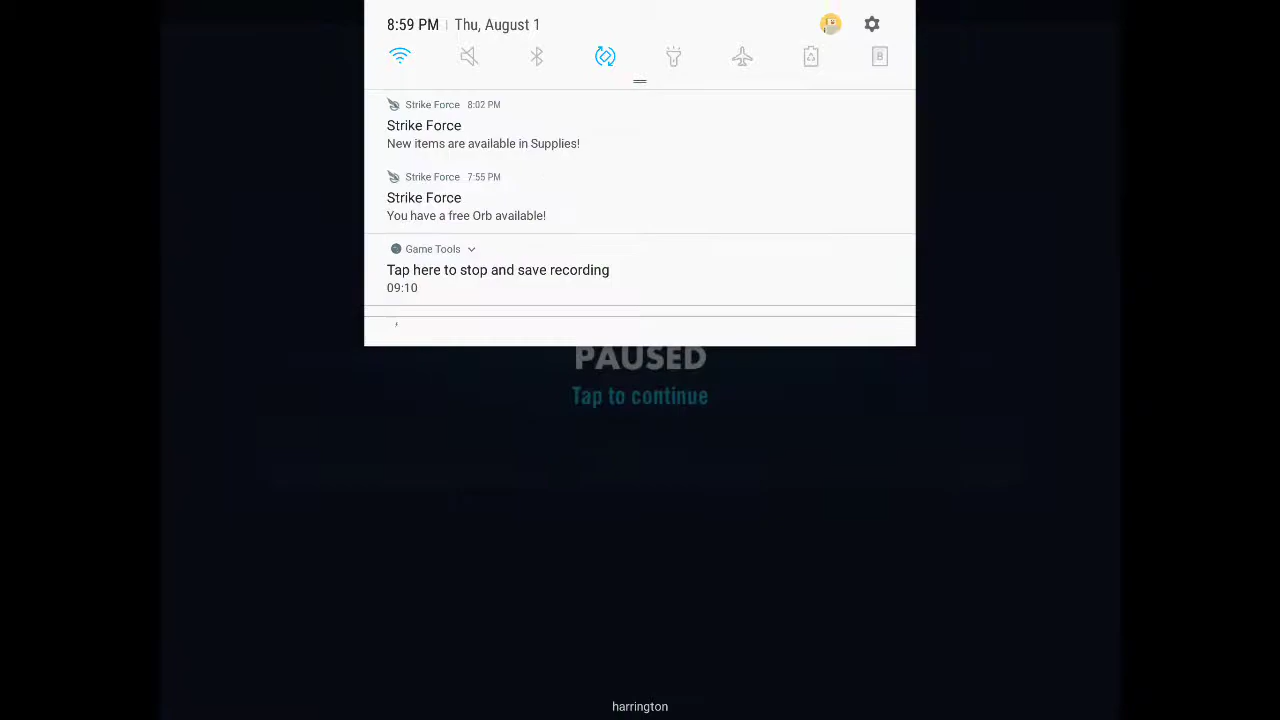 8:59 PM | Thu, August 1
Strike Force 8:02 PM
Strike Force
New items are available in Supplies!
Strike Force 7:55 PM
Strike Force
You have a free Orb available!
Game Tools
Tap here to stop and save recording
09:10
PAUSED
Tap to continue
harrington